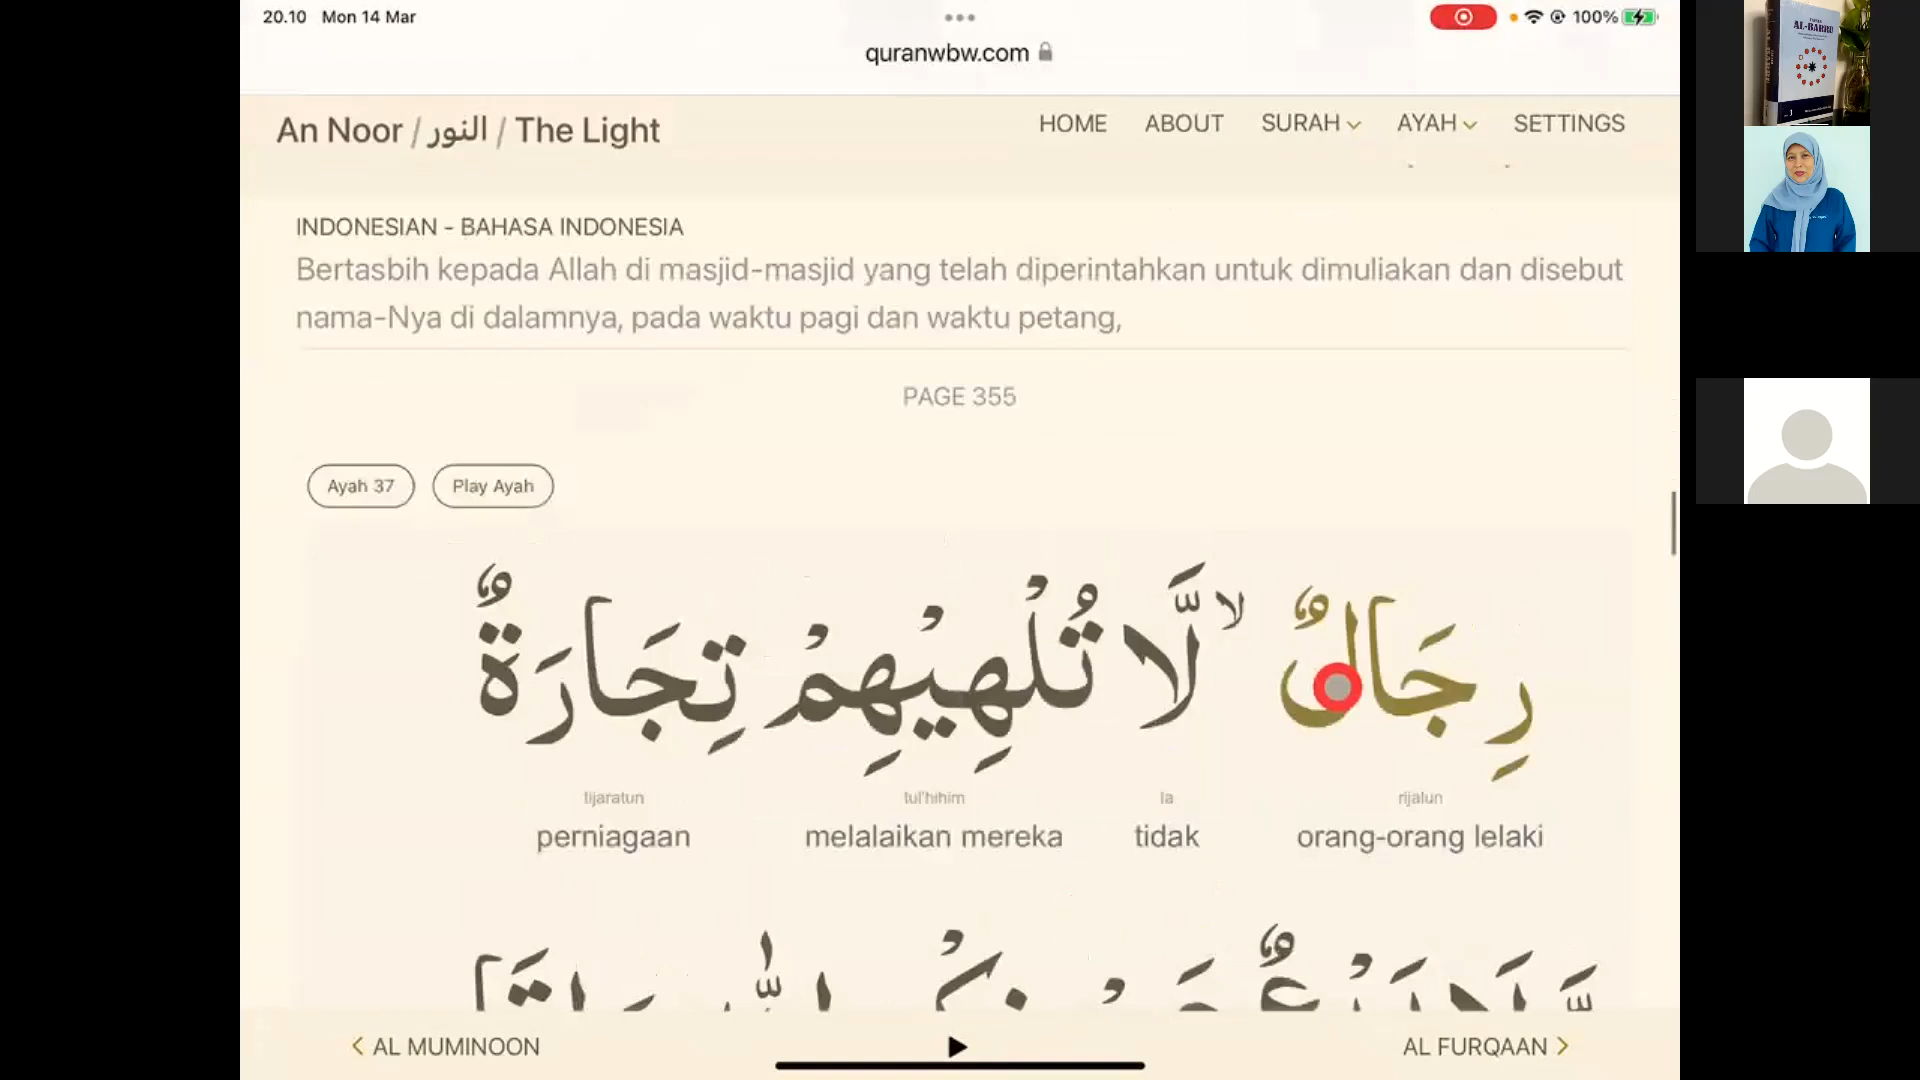 20.10 Mon 14 Mar
100%
quranwbw.com
An Noor / النور / The Light
HOME ABOUT SURAH AYAH SETTINGS
INDONESIAN - BAHASA INDONESIA
Bertasbih kepada Allah di masjid-masjid yang telah diperintahkan untuk dimuliakan dan disebut
nama-Nya di dalamnya, pada waktu pagi dan waktu petang,
PAGE 355
Ayah 37 Play Ayah
رِجَالٌ ۙ لَّا تُلْهِيْهِمْ تِجَارَةٌ
rijalun la tul'hihim tijaratun
orang-orang lelaki tidak melalaikan mereka perniagaan
AL MUMINOON AL FURQAAN
AL-BARRU